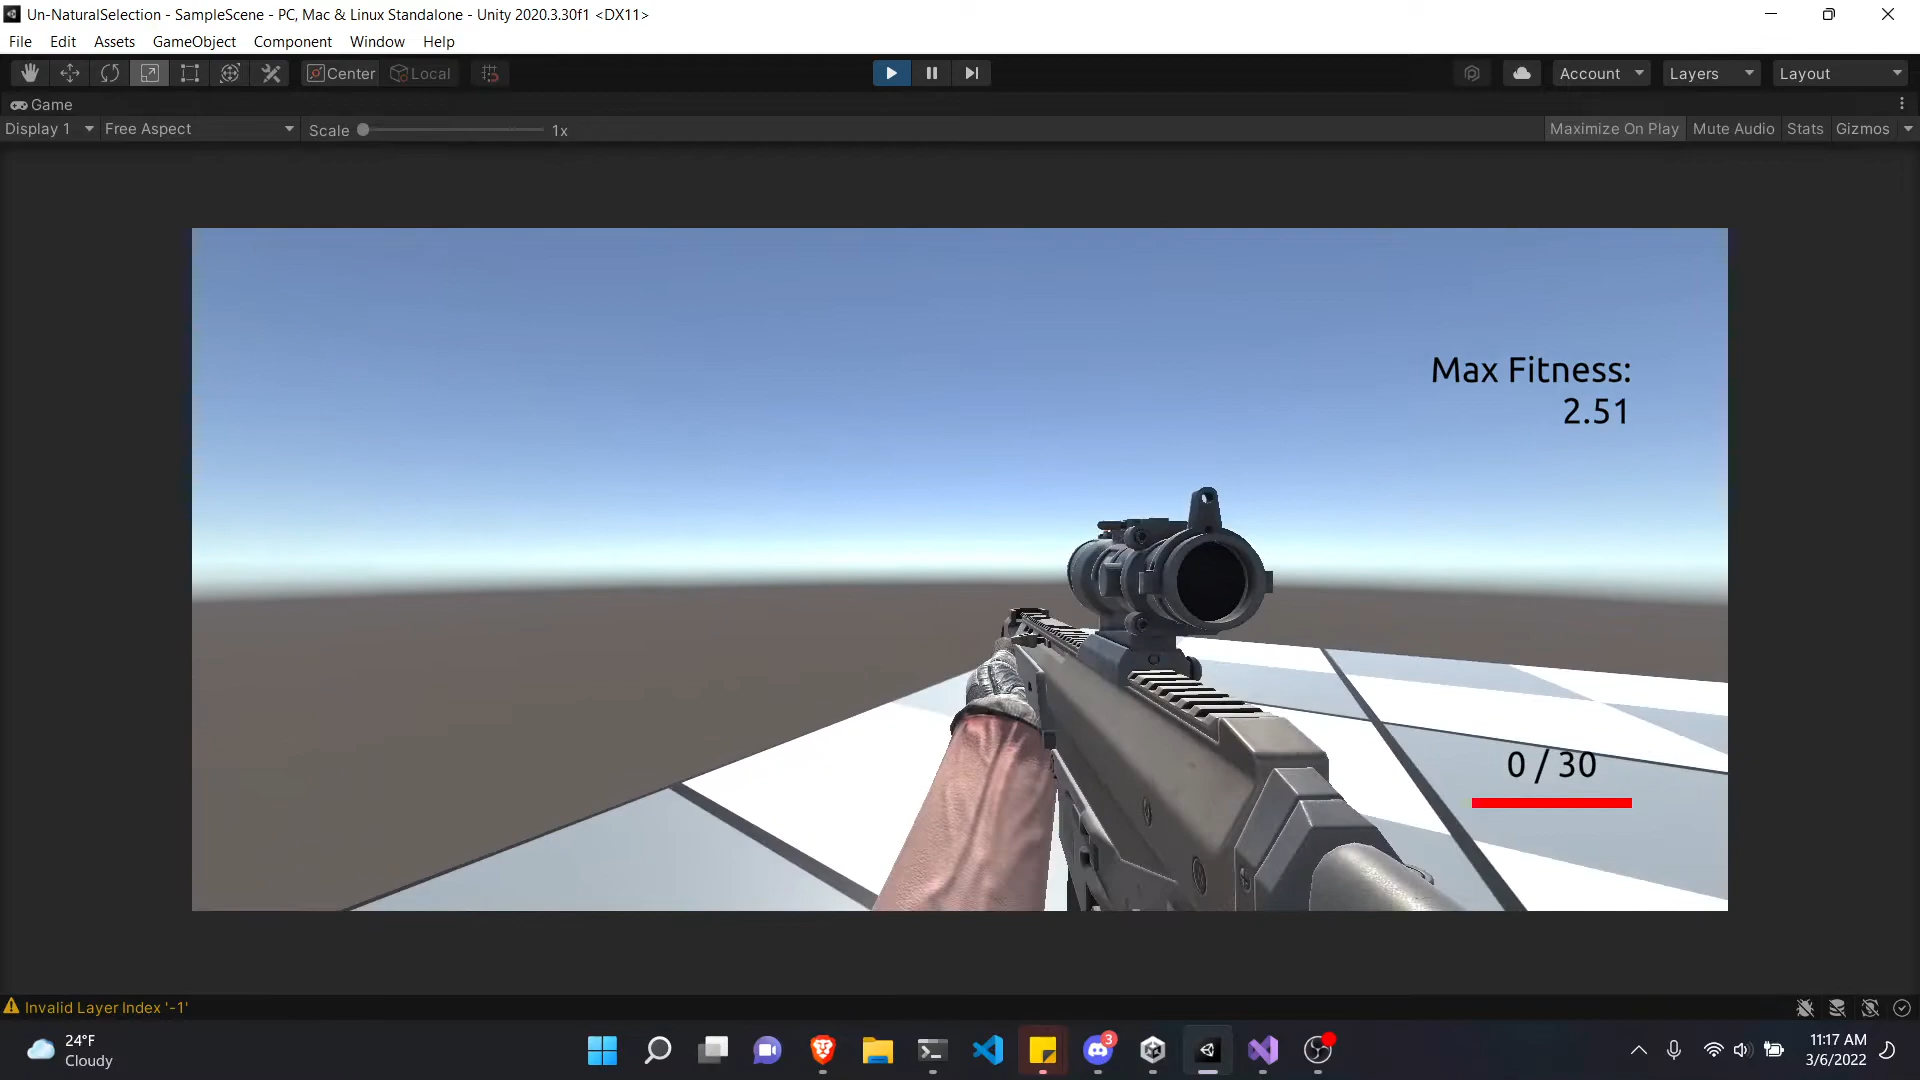 Un-NaturalSelection - SampleScene - PC, Mac & Linux Standalone - Unity 2020.3.30f1 <DX11>
File Edit Assets GameObject Component Window Help
Center Local Account Layers Layout
Game
Display 1 Free Aspect Scale 1x Maximize On Play Mute Audio Stats Gizmos
Max Fitness:
2.51
0 / 30
Invalid Layer Index '-1'
24°F
Cloudy
3
11:17 AM
3/6/2022